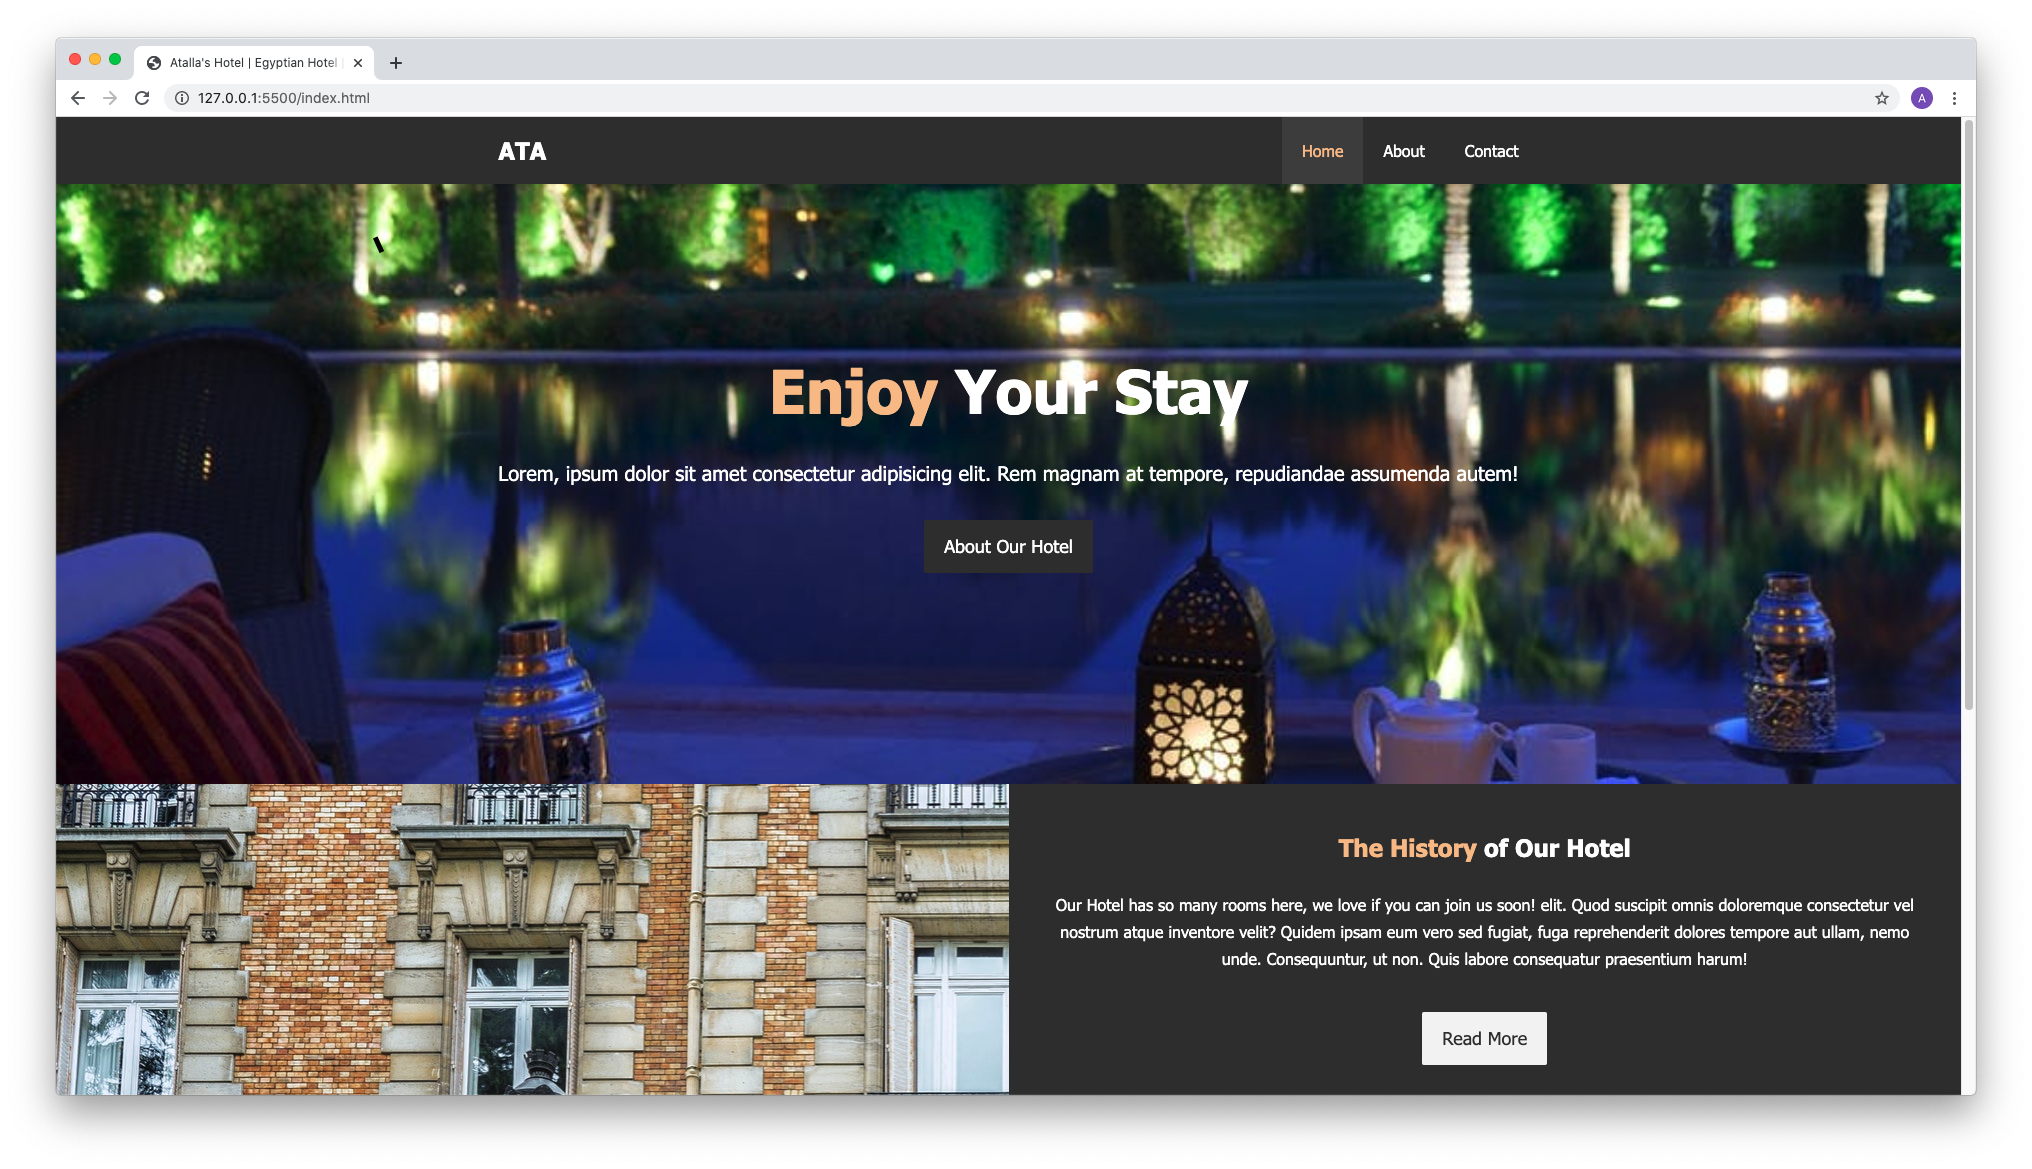 Atalla's Hotel | Egyptian Hotel
127.0.0.1:5500/index.html
A
ATA
Home About Contact
Enjoy Your Stay
Lorem, ipsum dolor sit amet consectetur adipisicing elit. Rem magnam at tempore, repudiandae assumenda autem!
About Our Hotel
The History of Our Hotel
Our Hotel has so many rooms here, we love if you can join us soon! elit. Quod suscipit omnis doloremque consectetur vel
nostrum atque inventore velit? Quidem ipsam eum vero sed fugiat, fuga reprehenderit dolores tempore aut ullam, nemo
unde. Consequuntur, ut non. Quis labore consequatur praesentium harum!
Read More